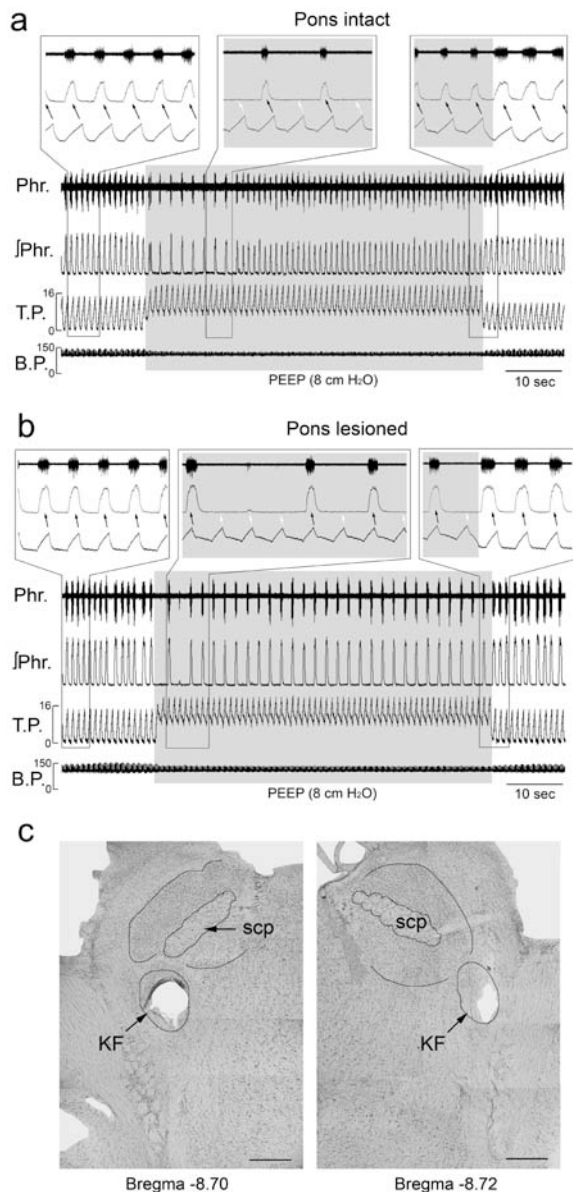 a
Pons intact
Phr.
∫Phr.
T.P.
16
0
B.P.
150
0
PEEP (8 cm H₂O)
10 sec
b
Pons lesioned
Phr.
∫Phr.
T.P.
16
0
B.P.
150
0
PEEP (8 cm H₂O)
10 sec
c
scp
KF
Bregma -8.70
scp
KF
Bregma -8.72